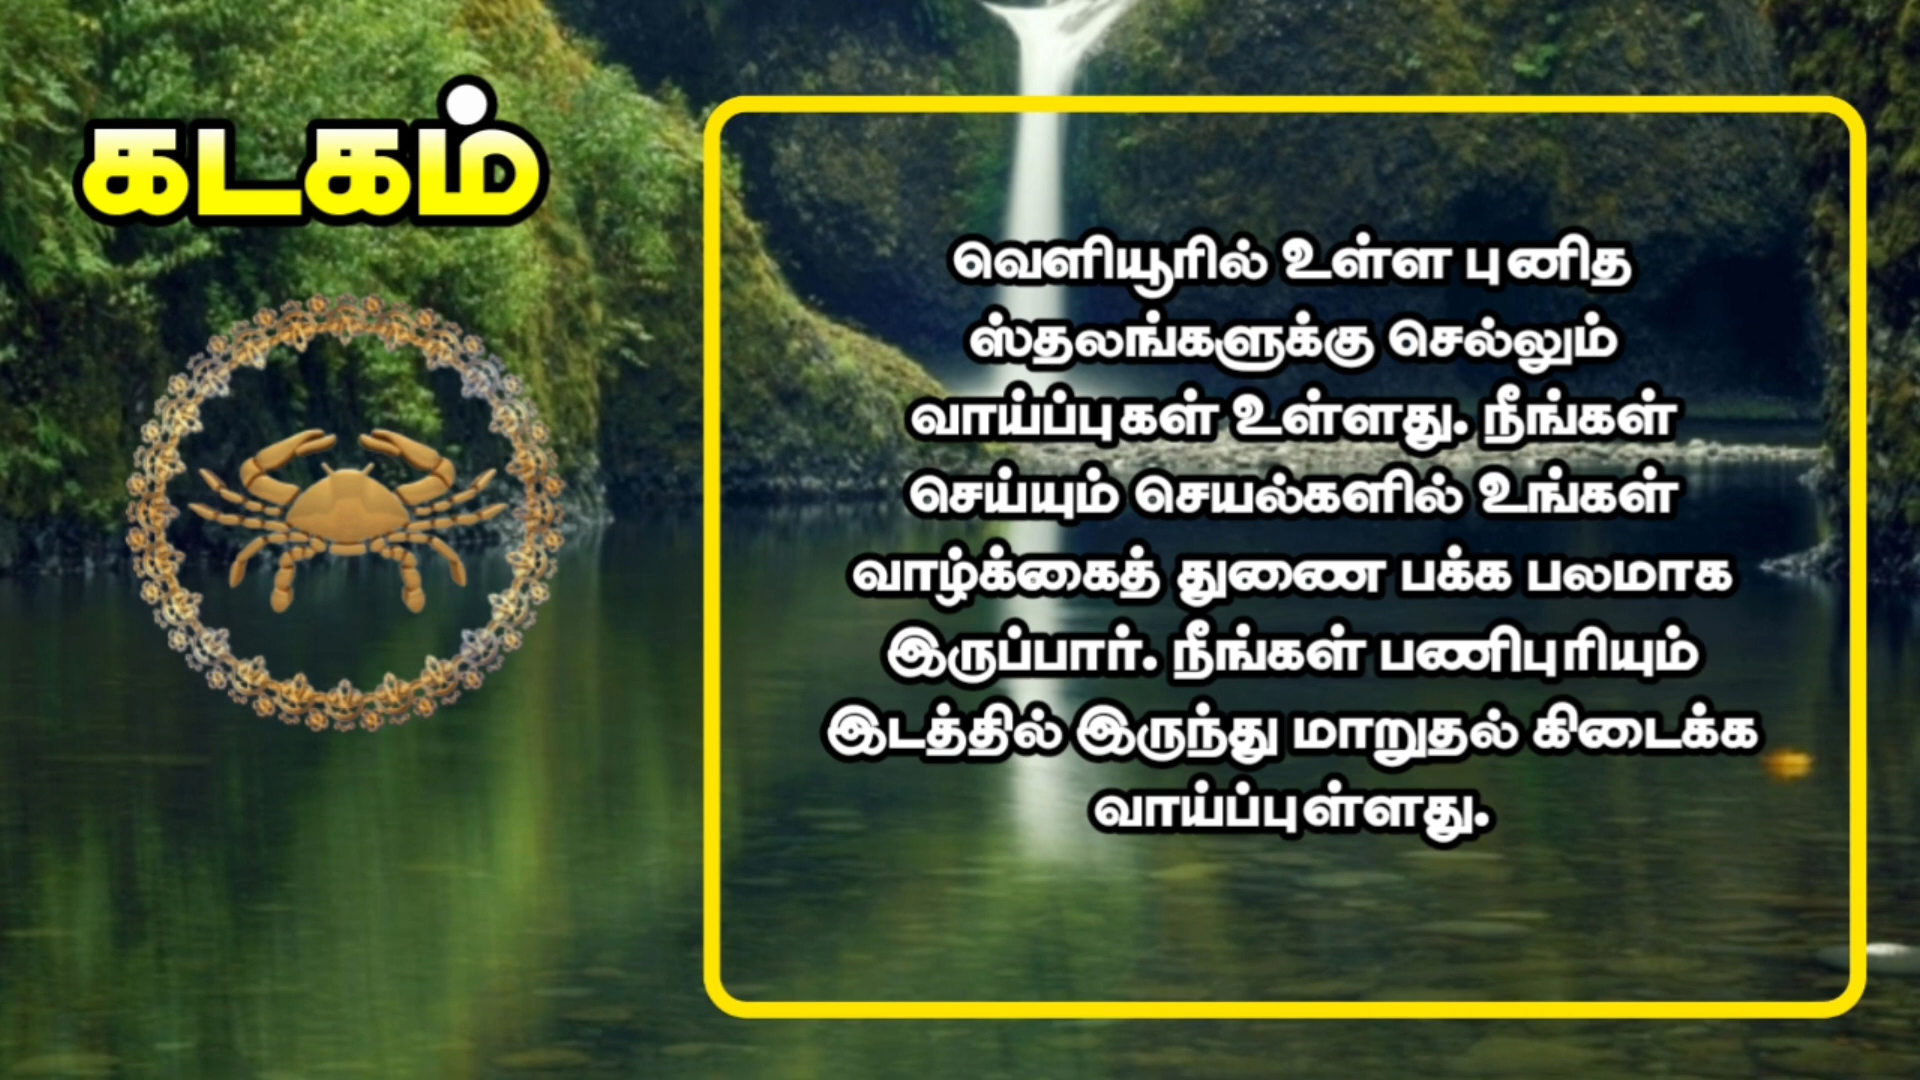 கடகம்
வெளியூரில் உள்ள புனித
ஸ்தலங்களுக்கு செல்லும்
வாய்ப்புகள் உள்ளது. நீங்கள்
செய்யும் செயல்களில் உங்கள்
வாழ்க்கைத் துணை பக்க பலமாக
இருப்பார். நீங்கள் பணிபுரியும்
இடத்தில் இருந்து மாறுதல் கிடைக்க
வாய்ப்புள்ளது.